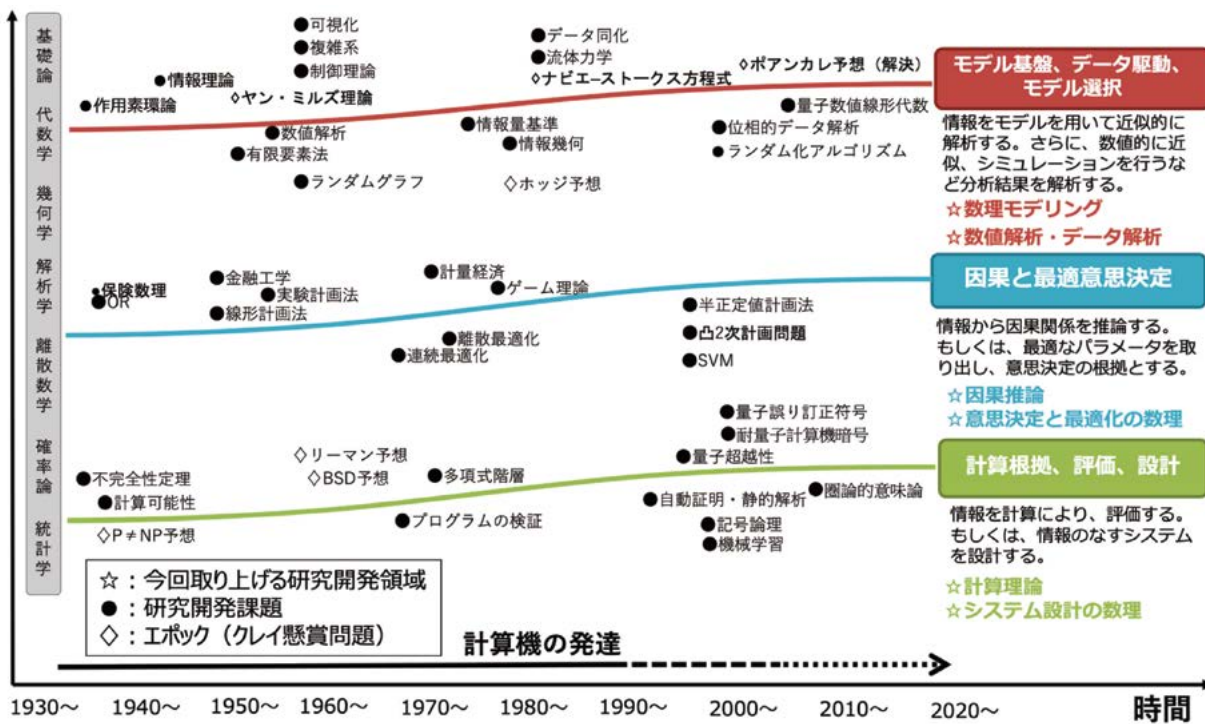 基礎論
代数学
幾何学
解析学
離散数学
確率論
統計学
●可視化
●複雑系
●制御理論
●データ同化
●流体力学
◇ナビエ–ストークス方程式
◇ポアンカレ予想（解決）
●情報理論
●作用素環論
◇ヤン・ミルズ理論
●数値解析
●有限要素法
●ランダムグラフ
●情報量基準
●情報幾何
◇ホッジ予想
●量子数値線形代数
●位相的データ解析
●ランダム化アルゴリズム
モデル基盤、データ駆動、
モデル選択
情報をモデルを用いて近似的に
解析する。さらに、数値的に近
似、シミュレーションを行うな
ど分析結果を解析する。
☆数理モデリング
☆数値解析・データ解析
●保険数理
●OR
●金融工学
●実験計画法
●線形計画法
●計量経済
●ゲーム理論
●離散最適化
●連続最適化
●半正定値計画法
●凸2次計画問題
●SVM
因果と最適意思決定
情報から因果関係を推論する。
もしくは、最適なパラメータを取
り出し、意思決定の根拠とする。
☆因果推論
☆意思決定と最適化の数理
●不完全性定理
●計算可能性
◇P≠NP予想
◇リーマン予想
◇BSD予想
●多項式階層
●プログラムの検証
●量子誤り訂正符号
●耐量子計算機暗号
●量子超越性
●自動証明・静的解析
●圏論的意味論
●記号論理
●機械学習
計算根拠、評価、設計
情報を計算により、評価する。
もしくは、情報のなすシステム
を設計する。
☆計算理論
☆システム設計の数理
☆：今回取り上げる研究開発領域
●：研究開発課題
◇：エポック（クレイ懸賞問題）
計算機の発達
1930～ 1940～ 1950～ 1960～ 1970～ 1980～ 1990～ 2000～ 2010～ 2020～ 時間